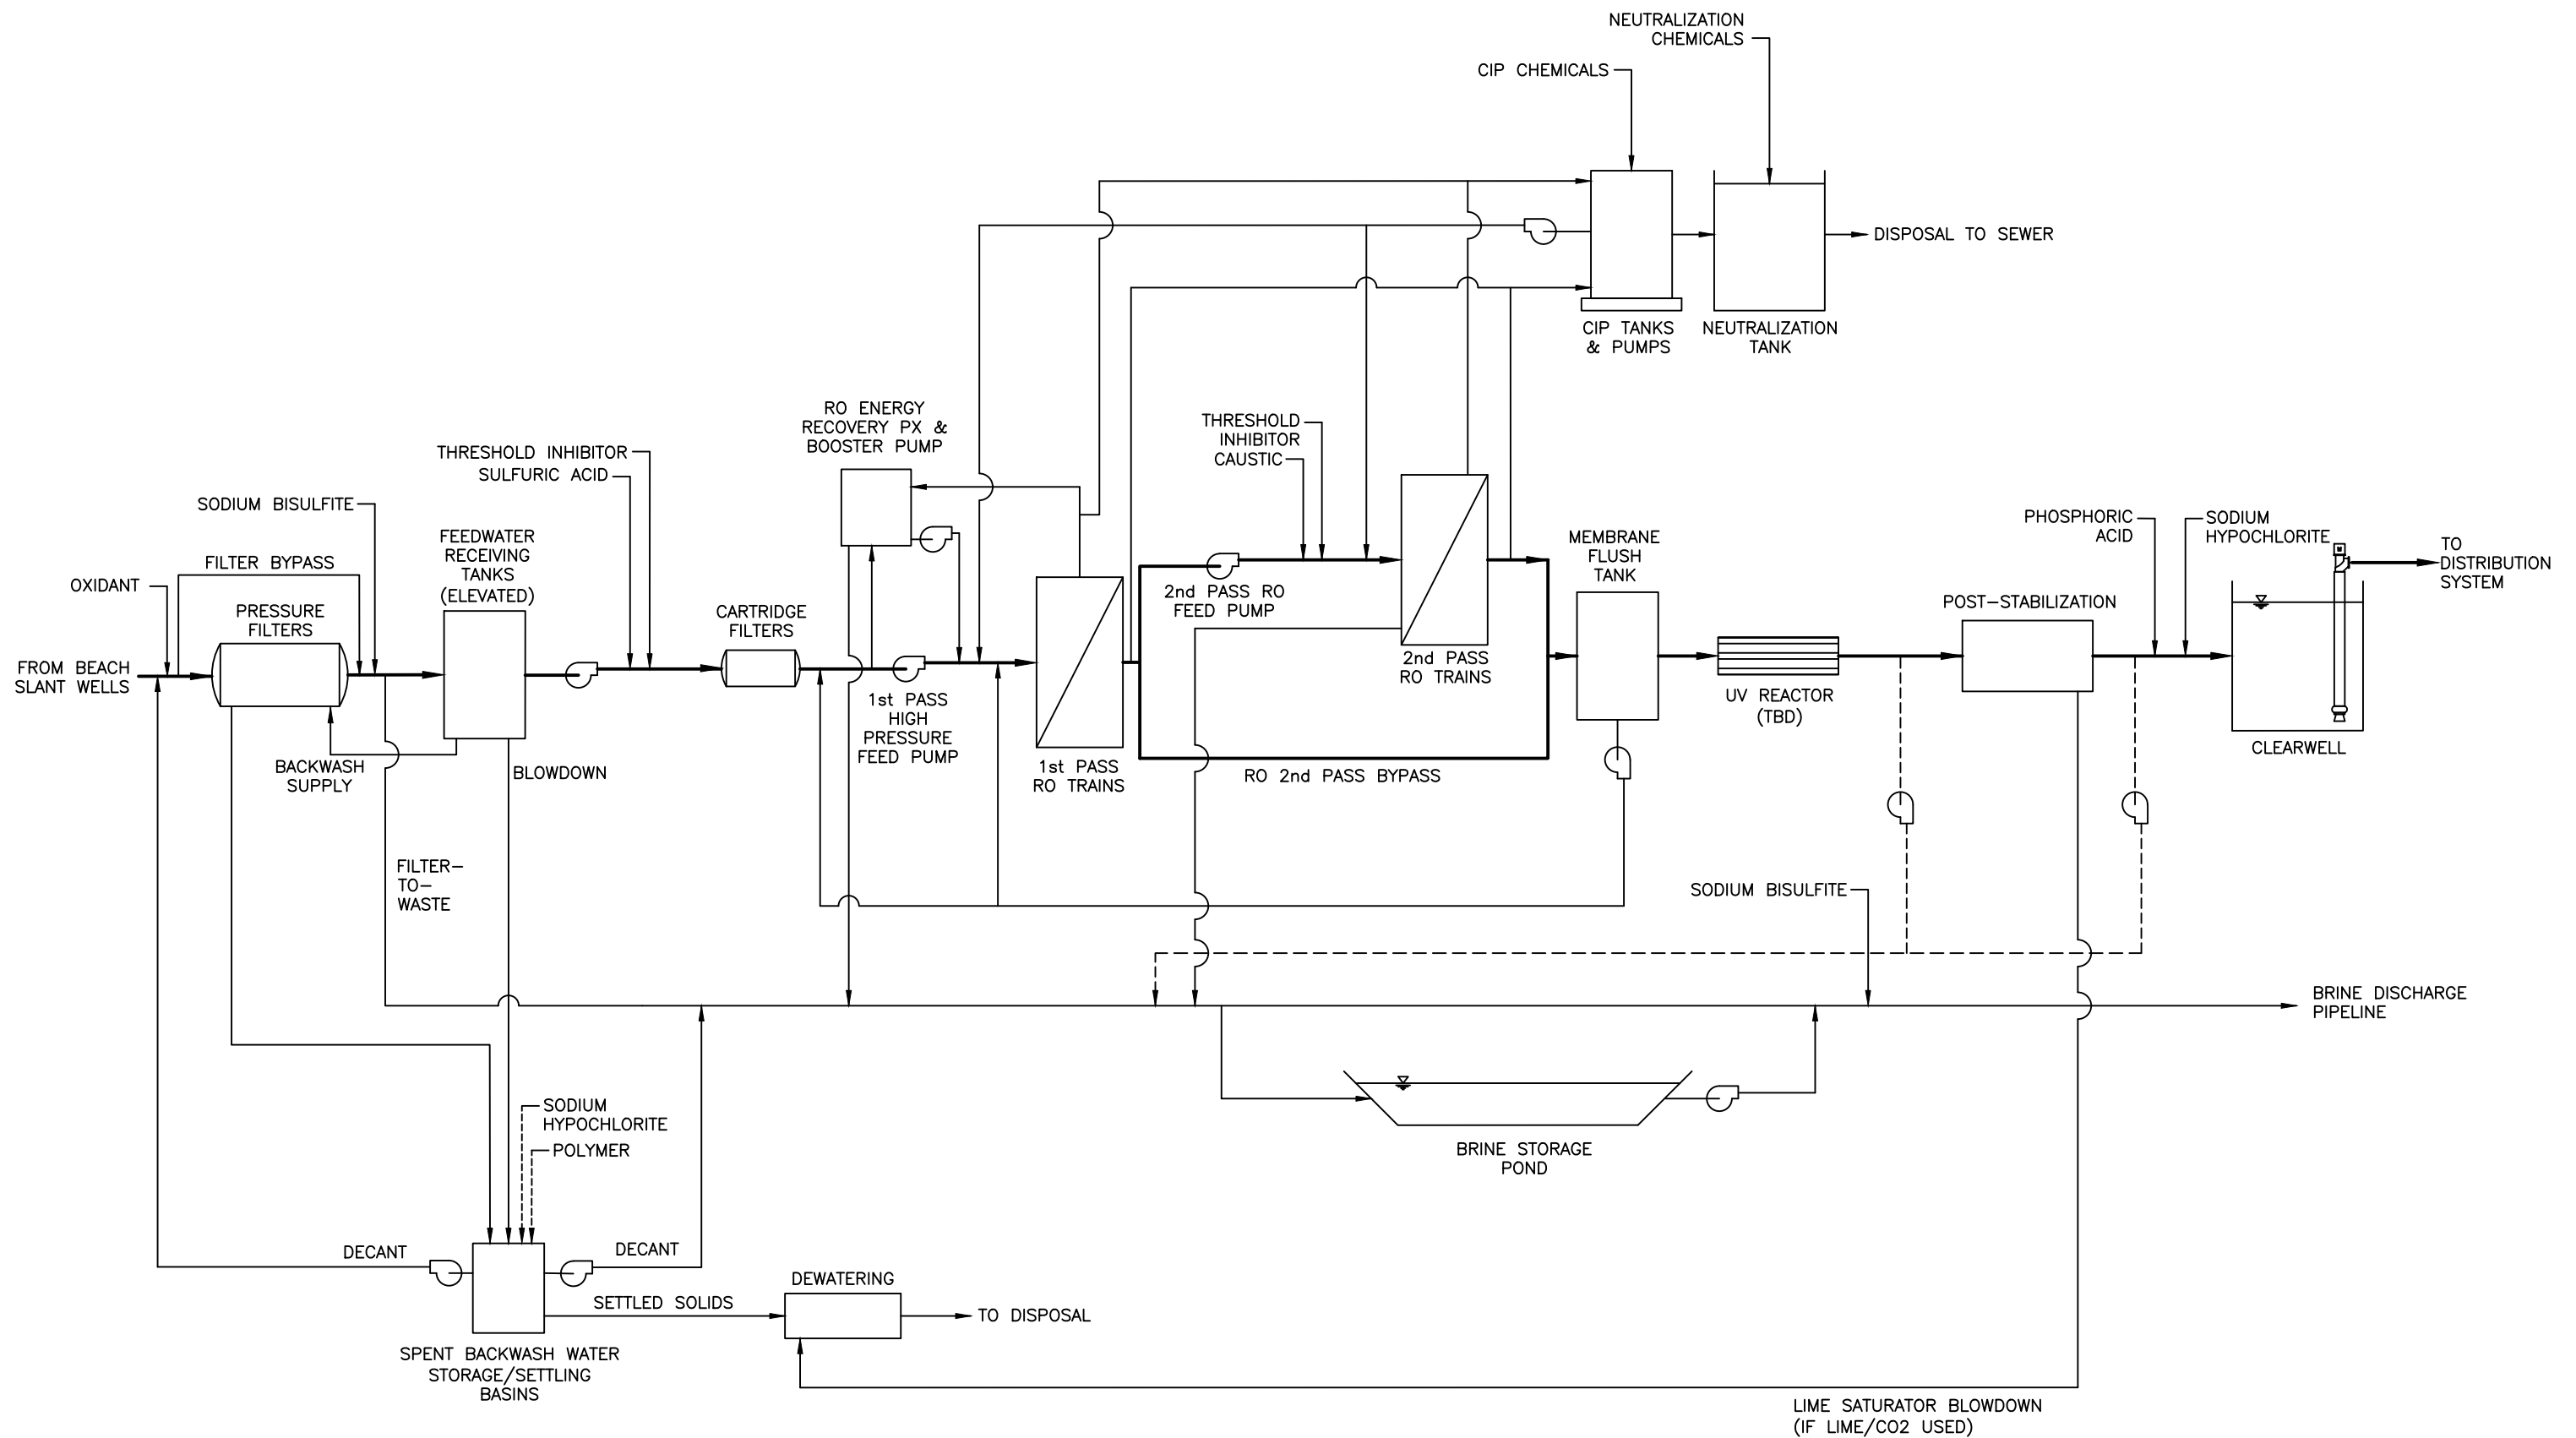 NEUTRALIZATION
CHEMICALS
CIP CHEMICALS
DISPOSAL TO SEWER
CIP TANKS
& PUMPS
NEUTRALIZATION
TANK
RO ENERGY
RECOVERY PX &
BOOSTER PUMP
THRESHOLD
INHIBITOR
CAUSTIC
THRESHOLD INHIBITOR
SULFURIC ACID
SODIUM BISULFITE
FEEDWATER
RECEIVING
TANKS
(ELEVATED)
FILTER BYPASS
OXIDANT
PRESSURE
FILTERS
CARTRIDGE
FILTERS
2nd PASS RO
FEED PUMP
MEMBRANE
FLUSH
TANK
PHOSPHORIC
ACID
SODIUM
HYPOCHLORITE
TO
DISTRIBUTION
SYSTEM
POST-STABILIZATION
FROM BEACH
SLANT WELLS
1st PASS
HIGH
PRESSURE
FEED PUMP
2nd PASS
RO TRAINS
UV REACTOR
(TBD)
CLEARWELL
BACKWASH
SUPPLY
BLOWDOWN
1st PASS
RO TRAINS
RO 2nd PASS BYPASS
FILTER-
TO-
WASTE
SODIUM BISULFITE
BRINE DISCHARGE
PIPELINE
SODIUM
HYPOCHLORITE
POLYMER
BRINE STORAGE
POND
DECANT
DECANT
DEWATERING
SETTLED SOLIDS
TO DISPOSAL
SPENT BACKWASH WATER
STORAGE/SETTLING
BASINS
LIME SATURATOR BLOWDOWN
(IF LIME/CO2 USED)